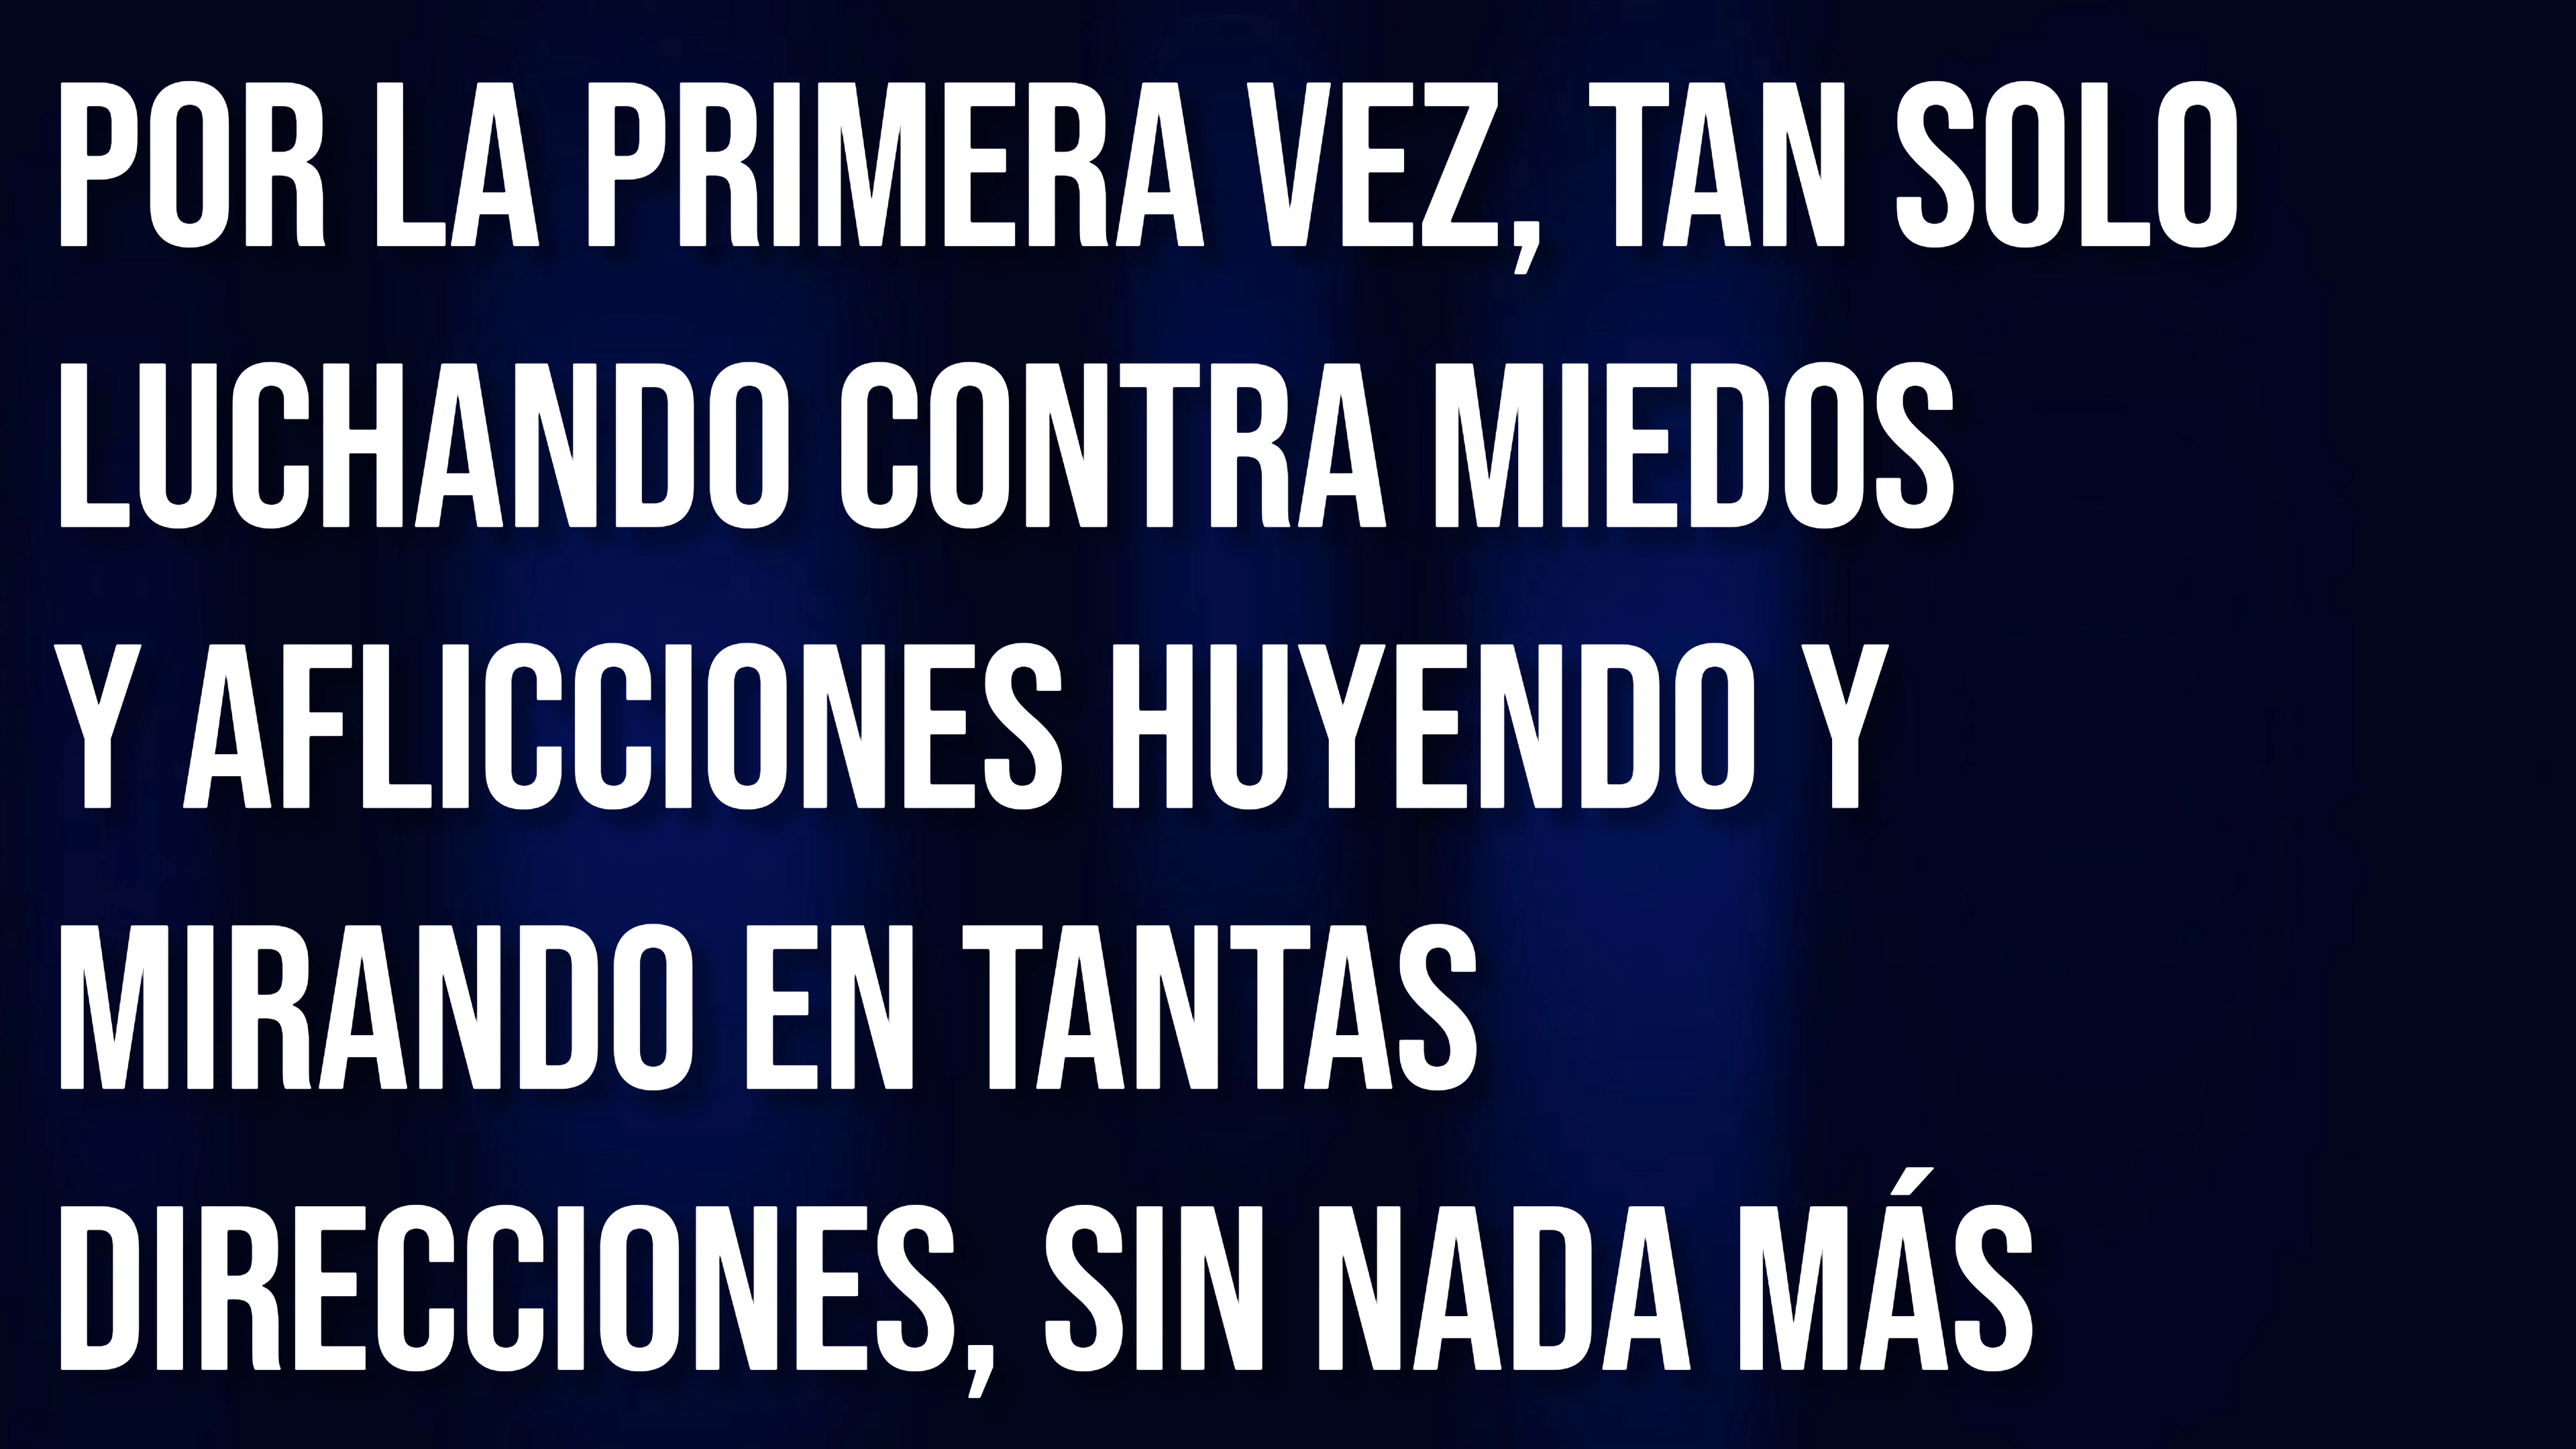 POR LA PRIMERA VEZ, TAN SOLO
LUCHANDO CONTRA MIEDOS
Y AFLICCIONES HUYENDO Y
MIRANDO EN TANTAS
DIRECCIONES, SIN NADA MÁS